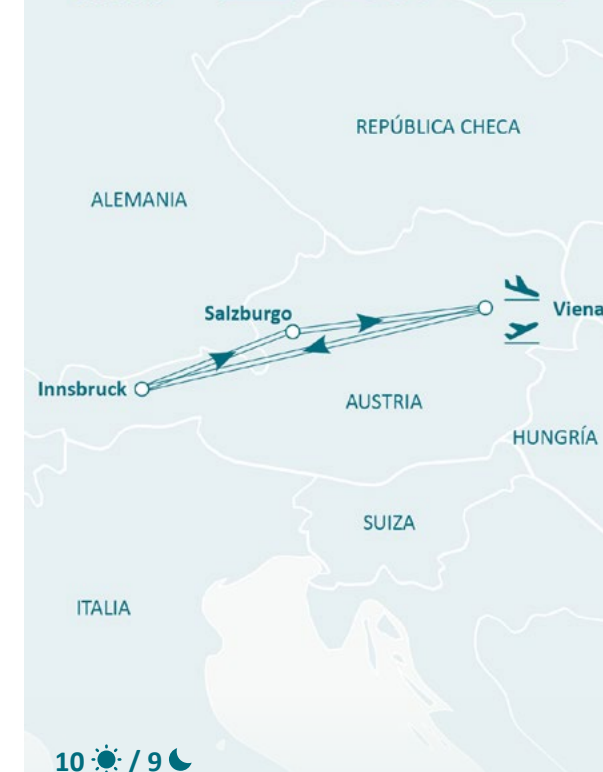 REPÚBLICA CHECA
ALEMANIA
Salzburgo
Viena
Innsbruck
AUSTRIA
HUNGRÍA
SUIZA
ITALIA
10 / 9